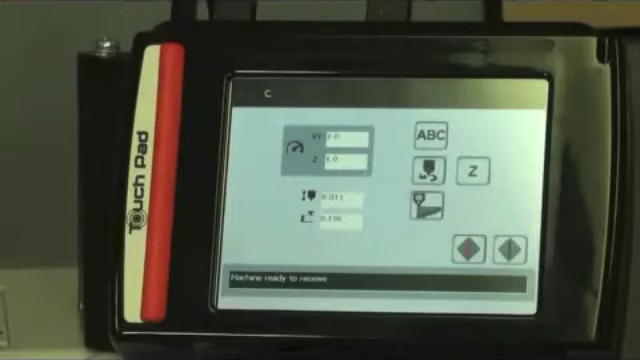 Touch Pad
C
XY 1.0
Z 1.0
ABC
Z
0.011
0.196
Machine ready to receive